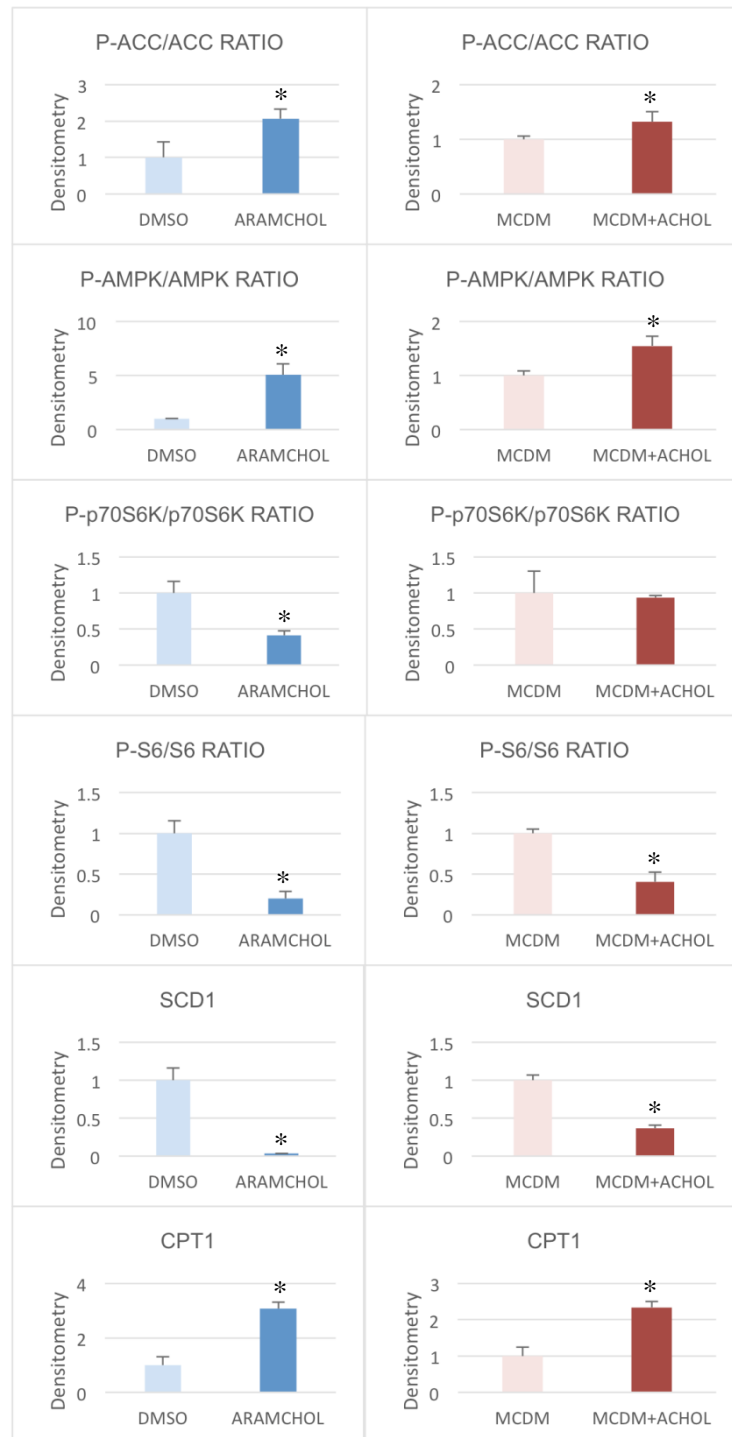 P-ACC/ACC RATIO
Densitometry
3
2
1
0
*
DMSO ARAMCHOL
P-ACC/ACC RATIO
Densitometry
2
1
0
*
MCDM MCDM+ACHOL
P-AMPK/AMPK RATIO
Densitometry
10
5
0
*
DMSO ARAMCHOL
P-AMPK/AMPK RATIO
Densitometry
2
1
0
*
MCDM MCDM+ACHOL
P-p70S6K/p70S6K RATIO
Densitometry
1.5
1
0.5
0
*
DMSO ARAMCHOL
P-p70S6K/p70S6K RATIO
Densitometry
1.5
1
0.5
0
MCDM MCDM+ACHOL
P-S6/S6 RATIO
Densitometry
1.5
1
0.5
0
*
DMSO ARAMCHOL
P-S6/S6 RATIO
Densitometry
1.5
1
0.5
0
*
MCDM MCDM+ACHOL
SCD1
Densitometry
1.5
1
0.5
0
*
DMSO ARAMCHOL
SCD1
Densitometry
1.5
1
0.5
0
*
MCDM MCDM+ACHOL
CPT1
Densitometry
4
2
0
*
DMSO ARAMCHOL
CPT1
Densitometry
3
2
1
0
*
MCDM MCDM+ACHOL